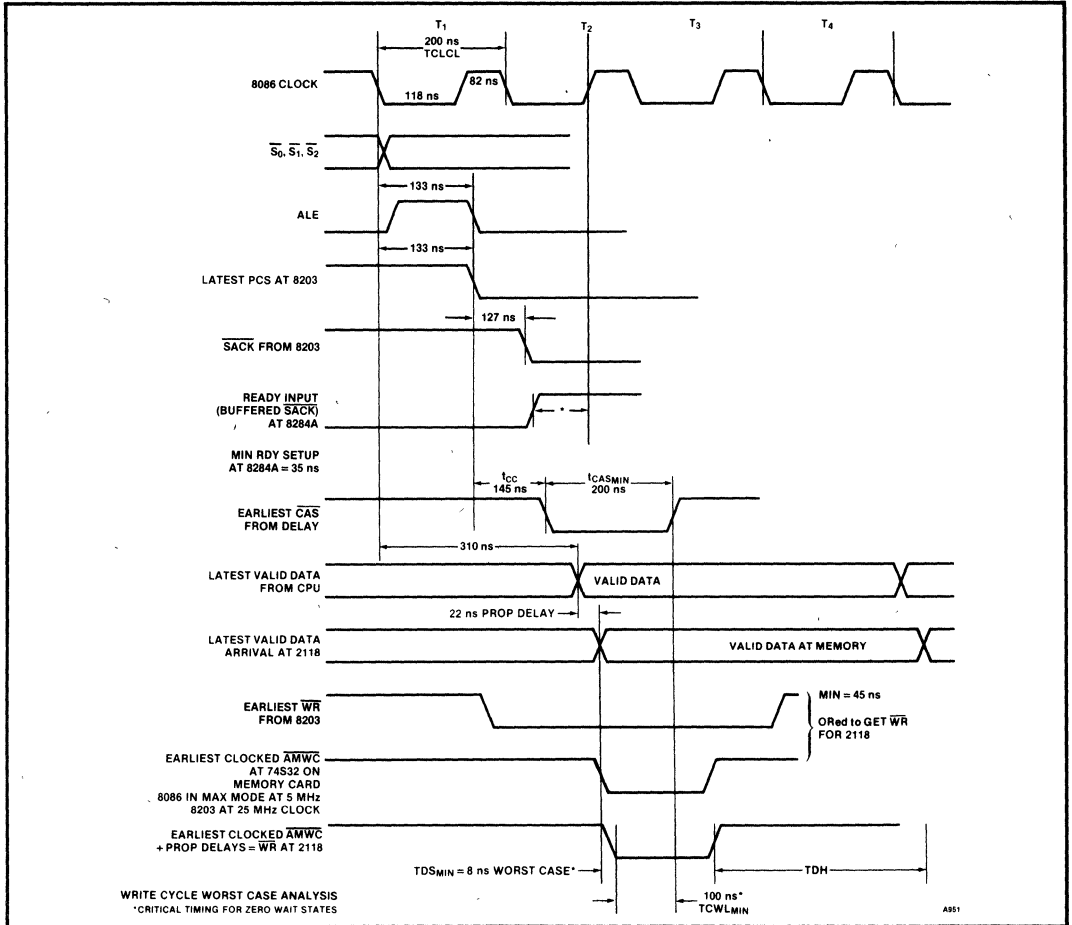 T1
T2
T3
T4
200 ns
TCLCL
8086 CLOCK
118 ns
82 ns
S0, S1, S2
133 ns
ALE
133 ns
LATEST PCS AT 8203
127 ns
SACK FROM 8203
READY INPUT
(BUFFERED SACK)
AT 8284A
*
MIN RDY SETUP
AT 8284A = 35 ns
tCC
145 ns
tCASMIN
200 ns
EARLIEST CAS
FROM DELAY
310 ns
LATEST VALID DATA
FROM CPU
VALID DATA
22 ns PROP DELAY
LATEST VALID DATA
ARRIVAL AT 2118
VALID DATA AT MEMORY
EARLIEST WR
FROM 8203
MIN = 45 ns
ORed to GET WR
FOR 2118
EARLIEST CLOCKED AMWC
AT 74S32 ON
MEMORY CARD
8086 IN MAX MODE AT 5 MHz
8203 AT 25 MHz CLOCK
EARLIEST CLOCKED AMWC
+ PROP DELAYS = WR AT 2118
TDSMIN = 8 ns WORST CASE*
TDH
100 ns*
TCWLMIN
WRITE CYCLE WORST CASE ANALYSIS
*CRITICAL TIMING FOR ZERO WAIT STATES
A951